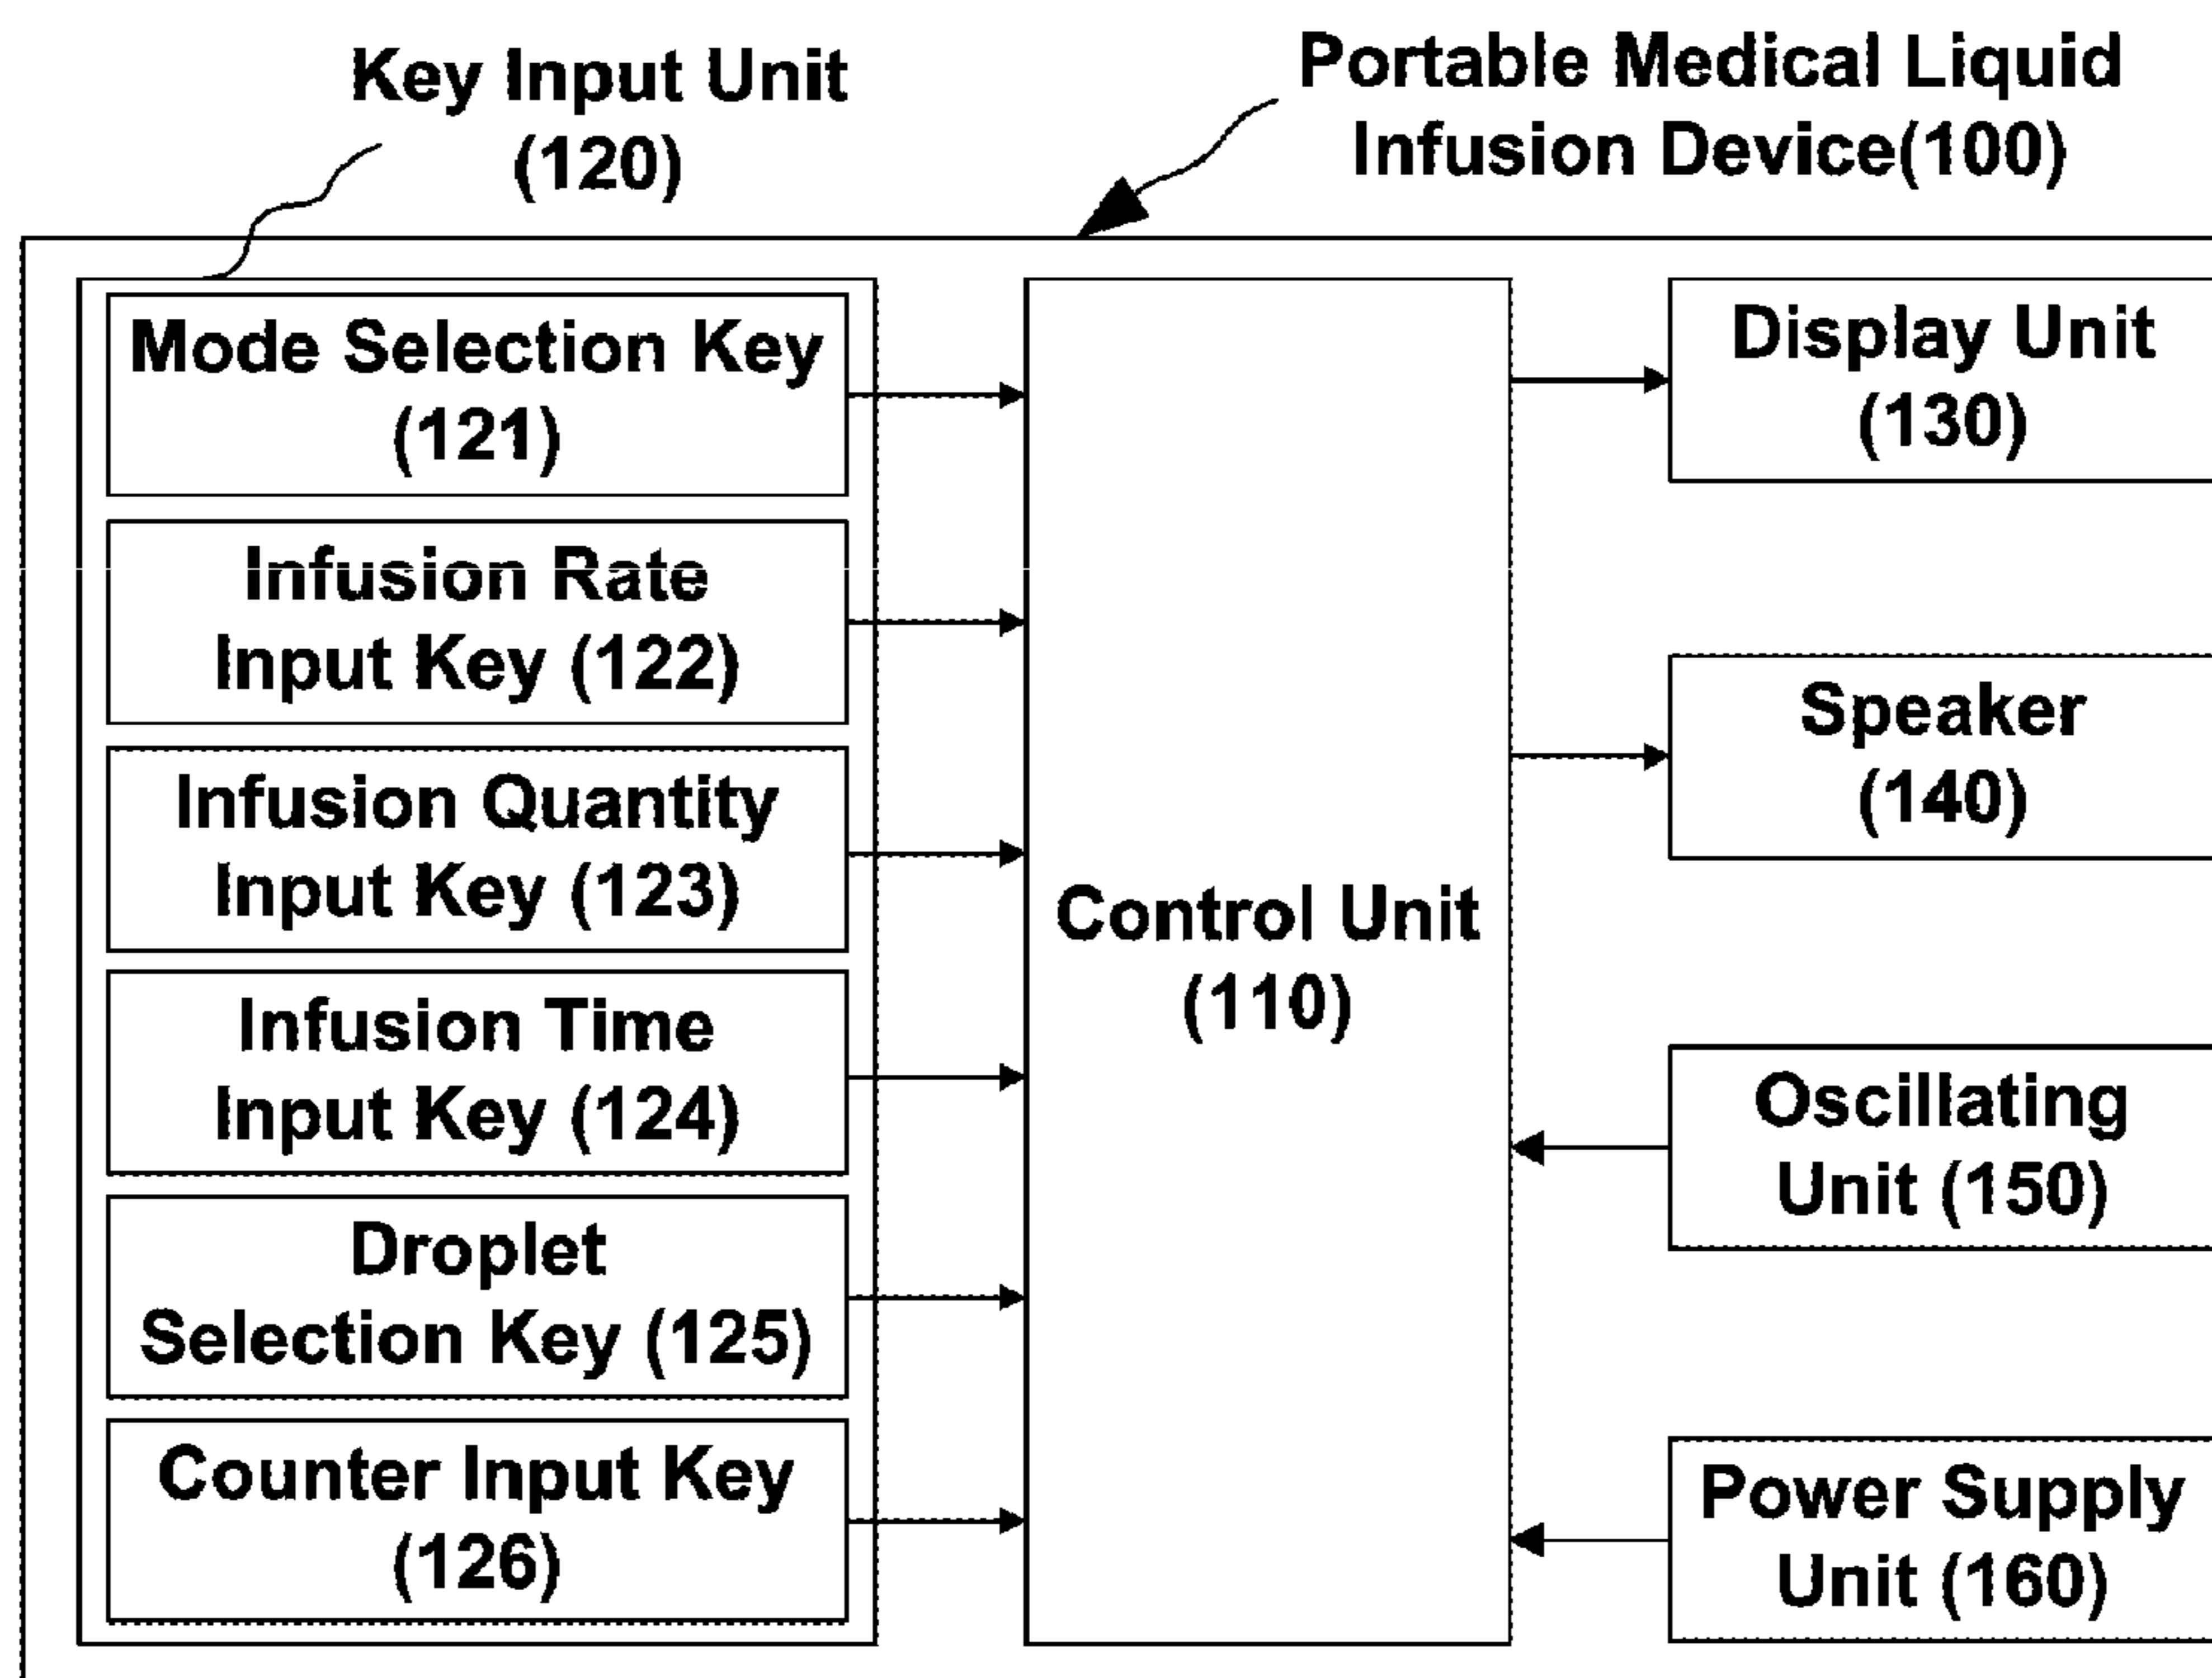 Key Input Unit
(120)
Portable Medical Liquid
Infusion Device(100)
Mode Selection Key
(121)
Infusion Rate
Input Key (122)
Infusion Quantity
Input Key (123)
Infusion Time
Input Key (124)
Droplet
Selection Key (125)
Counter Input Key
(126)
Control Unit
(110)
Display Unit
(130)
Speaker
(140)
Oscillating
Unit (150)
Power Supply
Unit (160)